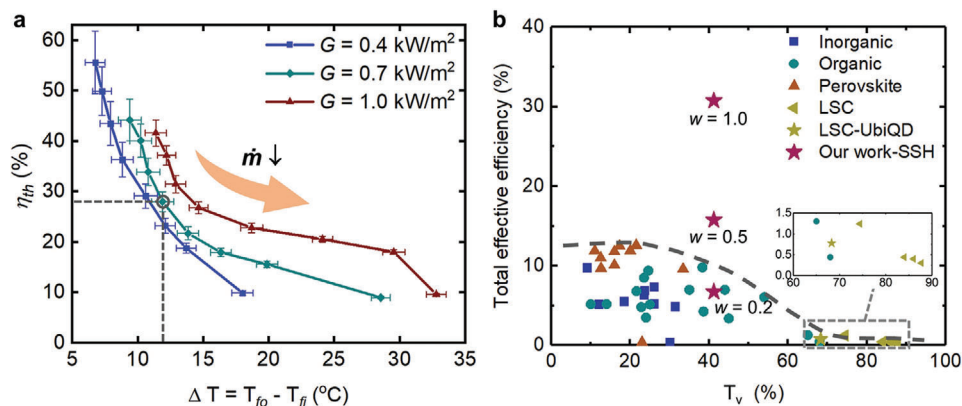 a
60
50
40
30
20
10
0
η_th (%)
G = 0.4 kW/m²
G = 0.7 kW/m²
G = 1.0 kW/m²
ṁ ↓
5 10 15 20 25 30 35
Δ T = T_fo - T_fi (°C)
b
40
30
20
10
0
Total effective efficiency (%)
Inorganic
Organic
Perovskite
LSC
LSC-UbiQD
Our work-SSH
w = 1.0
w = 0.5
w = 0.2
1.5
1.0
0.5
0.0
60 70 80 90
0 20 40 60 80 100
T_v (%)